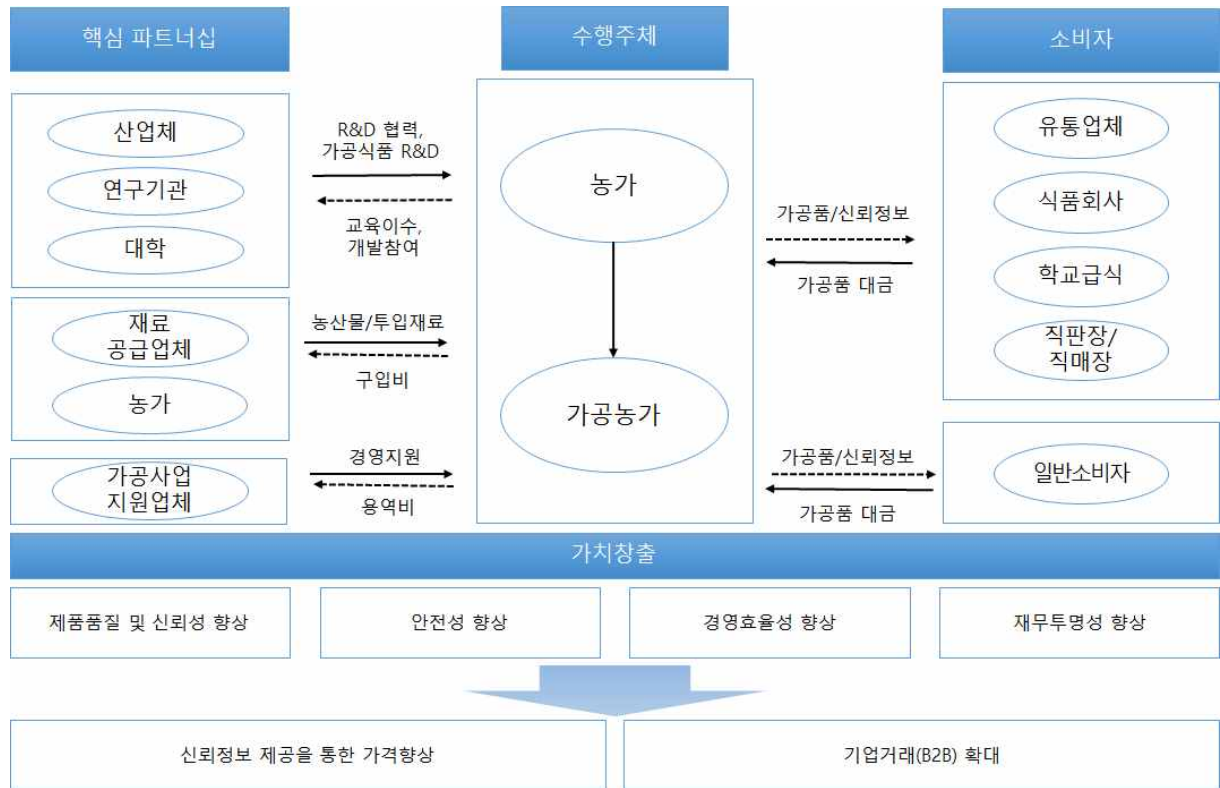 핵심 파트너십
수행주체
소비자
산업체
연구기관
대학
R&D 협력,
가공식품 R&D
교육이수,
개발참여
재료
공급업체
농가
농산물/투입재료
구입비
가공사업
지원업체
경영지원
용역비
농가
가공농가
가공품/신뢰정보
가공품 대금
유통업체
식품회사
학교급식
직판장/
직매장
가공품/신뢰정보
가공품 대금
일반소비자
가치창출
제품품질 및 신뢰성 향상
안전성 향상
경영효율성 향상
재무투명성 향상
신뢰정보 제공을 통한 가격향상
기업거래(B2B) 확대